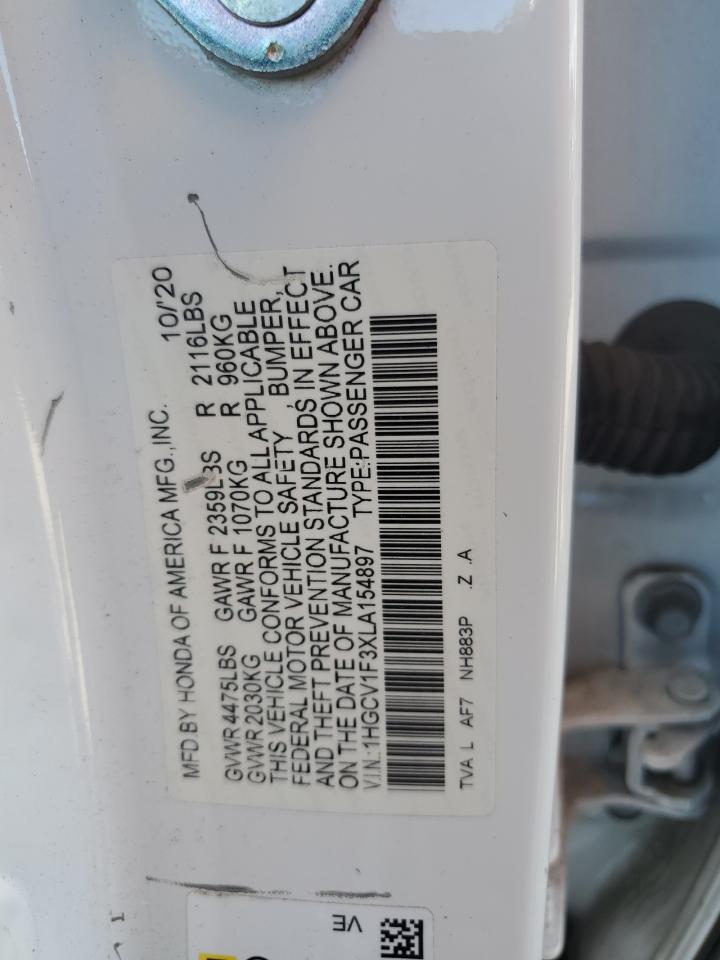 MFD.BY HONDA OF AMERICA MFG.,INC. 10/'20
GVWR 4475LBS GAWR F 2359LBS R 2116LBS
GVWR 2030KG GAWR F 1070KG R 960KG
THIS VEHICLE CONFORMS TO ALL APPLICABLE
FEDERAL MOTOR VEHICLE SAFETY , BUMPER,
AND THEFT PREVENTION STANDARDS IN EFFECT
ON THE DATE OF MANUFACTURE SHOWN ABOVE.
V.I.N.:1HGCV1F3XLA154897 TYPE:PASSENGER CAR
TVA L AF7 NH883P .Z .A
VE